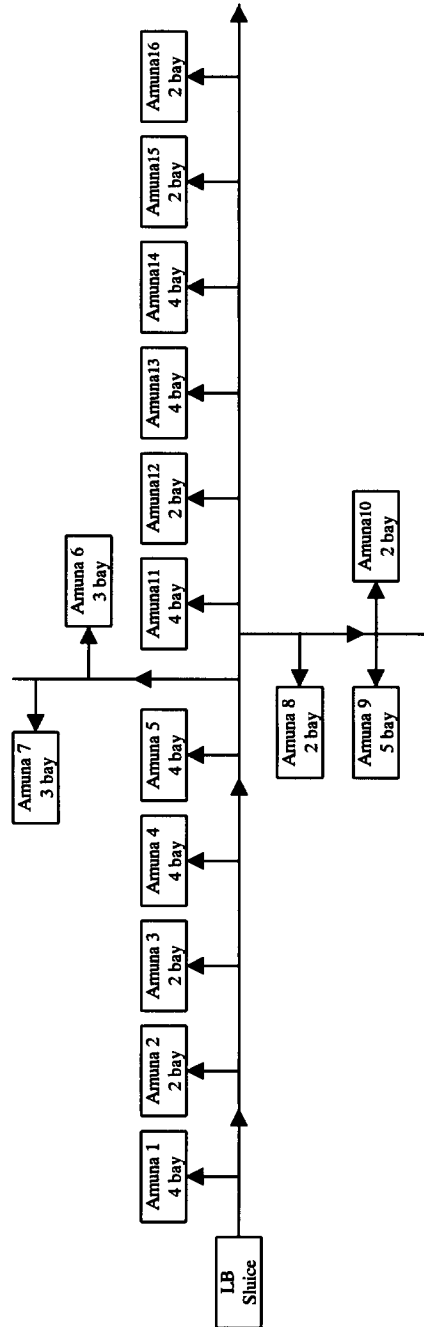 LB
Sluice
Amuna 1
4 bay
Amuna 2
2 bay
Amuna 3
2 bay
Amuna 4
4 bay
Amuna 5
4 bay
Amuna 7
3 bay
Amuna 6
3 bay
Amuna 8
2 bay
Amuna 9
5 bay
Amuna10
2 bay
Amuna11
4 bay
Amuna12
2 bay
Amuna13
4 bay
Amuna14
4 bay
Amuna15
2 bay
Amuna16
2 bay